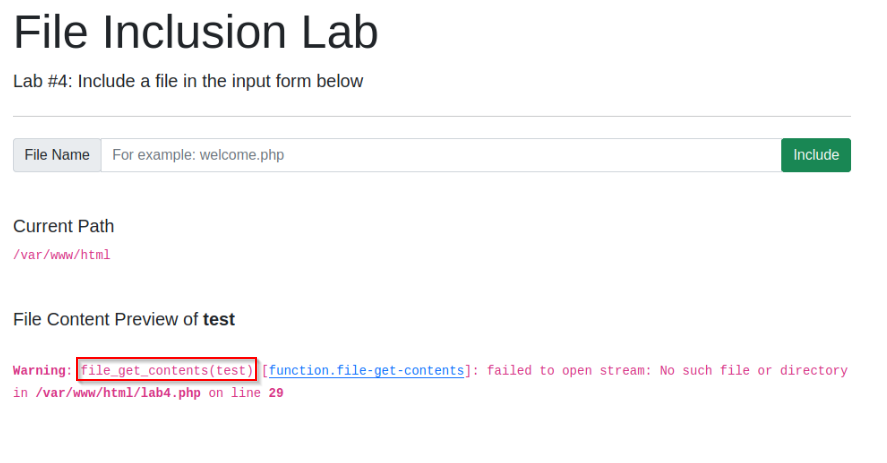 File Inclusion Lab
Lab #4: Include a file in the input form below
File Name For example: welcome.php Include
Current Path
/var/www/html
File Content Preview of test
Warning: file_get_contents(test) [function.file-get-contents]: failed to open stream: No such file or directory
in /var/www/html/lab4.php on line 29